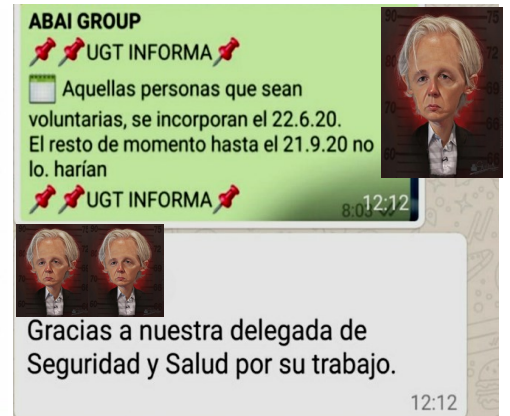 ABAI GROUP
UGT INFORMA
Aquellas personas que sean
voluntarias, se incorporan el 22.6.20.
El resto de momento hasta el 21.9.20 no
lo. harían
UGT INFORMA
8:03 12:12
Gracias a nuestra delegada de
Seguridad y Salud por su trabajo.
12:12